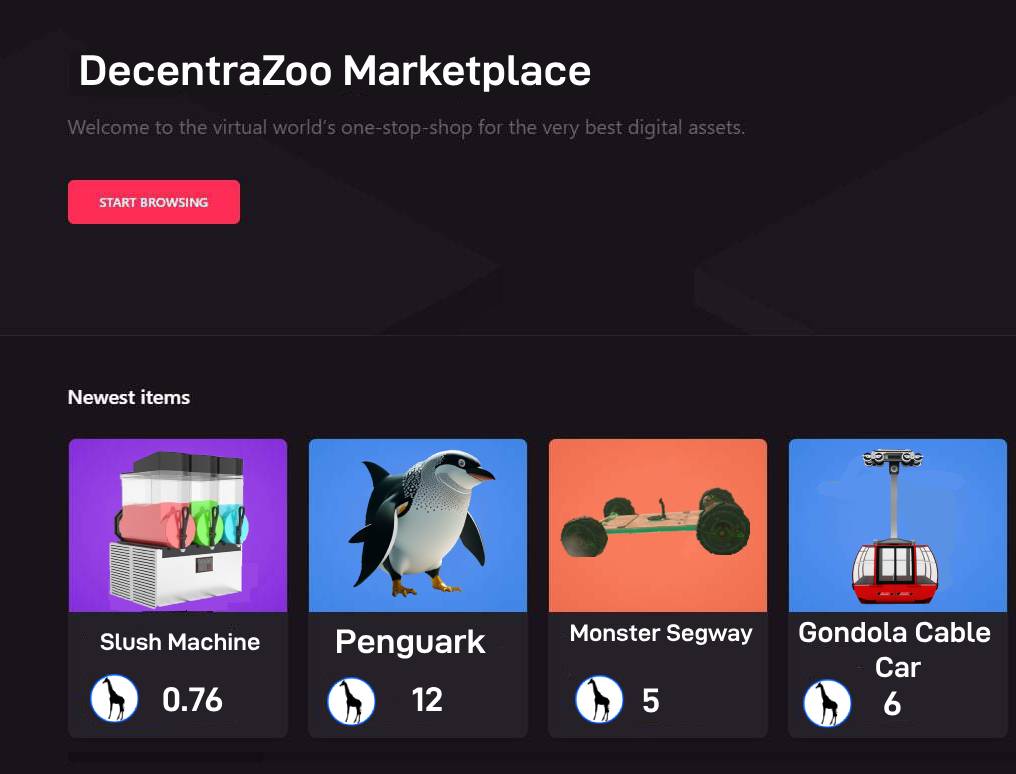 DecentraZoo Marketplace
Welcome to the virtual world's one-stop-shop for the very best digital assets.
START BROWSING
Newest items
Slush Machine
0.76
Penguark
12
Monster Segway
5
Gondola Cable
Car
6